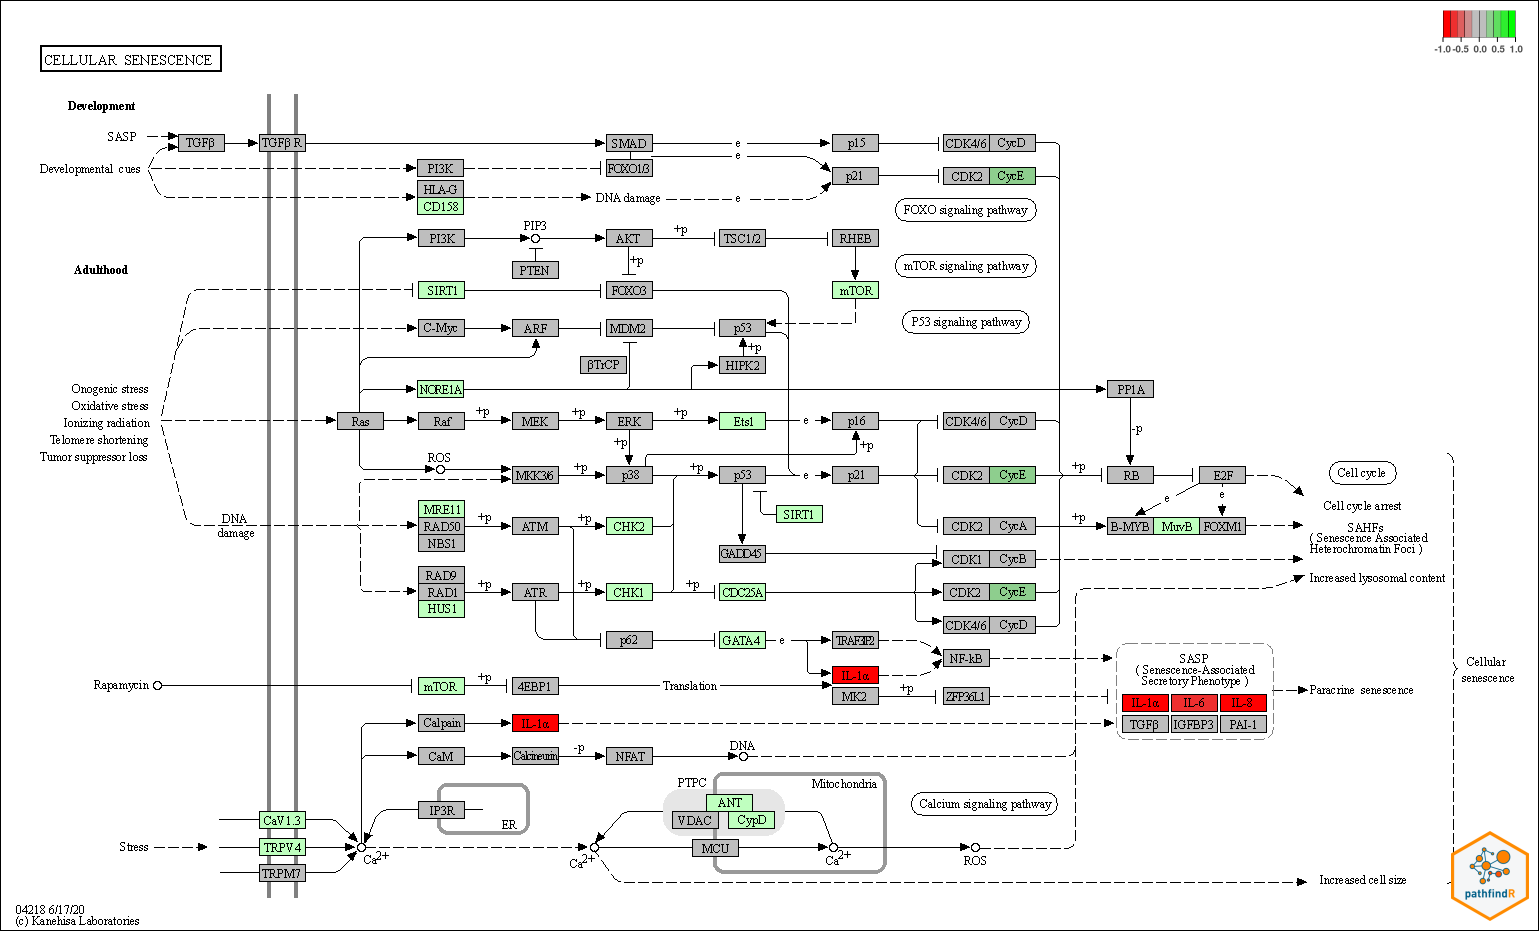 -1.0 -0.5 0.0 0.5 1.0
CELLULAR SENESCENCE
Development
SASP
TGFβ
TGFβ R
SMAD
e
p15
CDK4/6
CycD
Developmental cues
PI3K
FOXO1/3
e
p21
CDK2
CycE
HLA-G
CD158
DNA damage
e
FOXO signaling pathway
PI3K
PIP3
PTEN
AKT
+p
TSC1/2
RHEB
+p
mTOR signaling pathway
Adulthood
SIRT1
FOXO3
mTOR
P53 signaling pathway
C-Myc
ARF
MDM2
p53
βTrCP
HIPK2
+p
Onogenic stress
Oxidative stress
Ionizing radiation
Telomere shortening
Tumor suppressor loss
NORE1A
PP1A
-p
Ras
Raf
+p
MEK
+p
ERK
+p
Ets1
e
p16
CDK4/6
CycD
+p
+p
ROS
MKK3/6
+p
p38
+p
p53
e
p21
CDK2
CycE
+p
RB
E2F
Cell cycle
Cell cycle arrest
e
e
DNA
damage
MRE11
RAD50
NBS1
+p
ATM
+p
CHK2
SIRT1
CDK2
CycA
+p
B-MYB
MuvB
FOXM1
SAHFs
( Senescence Associated
Heterochromatin Foci )
GADD45
CDK1
CycB
Increased lysosomal content
RAD9
RAD1
HUS1
+p
ATR
+p
CHK1
+p
CDC25A
CDK2
CycE
CDK4/6
CycD
p62
GATA4
e
TRAF3IP2
NF-kB
IL-1α
SASP
( Senescence-Associated
Secretory Phenotype )
IL-1α
IL-6
IL-8
TGFβ
IGFBP3
PAI-1
Paracrine senescence
Cellular
senescence
Rapamycin
mTOR
+p
4EBP1
Translation
MK2
+p
ZFP36L1
Calpain
IL-1α
CaM
Calcineurin
-p
NFAT
DNA
PTPC
Mitochondria
ANT
VDAC
CypD
MCU
Calcium signaling pathway
IP3R
ER
CaV1.3
Stress
TRPV4
TRPM7
Ca2+
Ca2+
Ca2+
ROS
Increased cell size
pathfindR
04218 6/17/20
(c) Kanehisa Laboratories